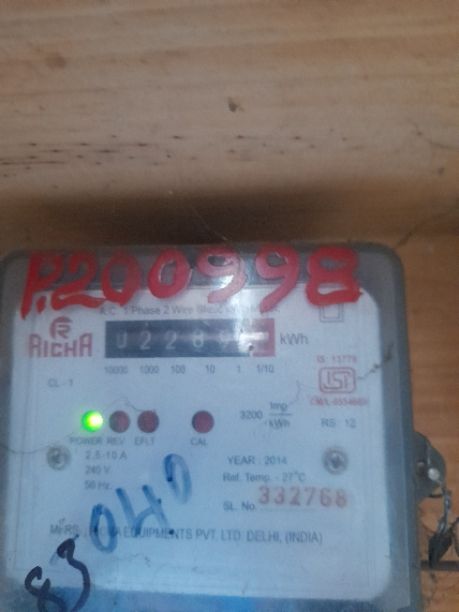 P.200998
A.C. 1 Phase 2 Wire
RICHA
kWh
10000 1000 100 10 1 1/10
IS: 13779
CL - 1
ISI
3200 Imp/kWh
RS: 12
POWER REV EFLT CAL
2.5-10 A
240 V
50 Hz.
YEAR: 2014
Ref. Temp. - 27°C
SL. No. 332768
EQUIPMENTS PVT. LTD. DELHI, (INDIA)
83 040